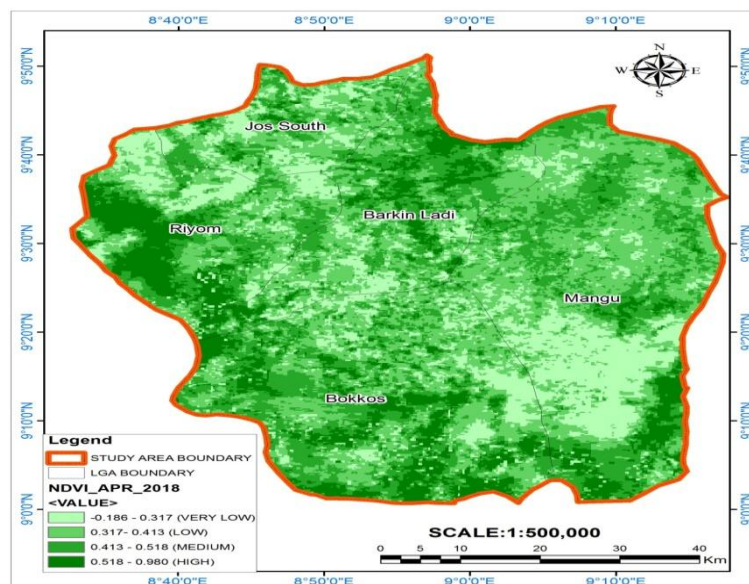 8°40'0"E 8°50'0"E 9°0'0"E 9°10'0"E
N
W E
S
9°50'0"N 9°50'0"N
Jos South
9°40'0"N 9°40'0"N
Barkin Ladi
Riyom
9°30'0"N 9°30'0"N
Mangu
9°20'0"N 9°20'0"N
Bokkos
9°10'0"N 9°10'0"N
Legend
STUDY AREA BOUNDARY
LGA BOUNDARY
NDVI_APR_2018
<VALUE>
-0.186 - 0.317 (VERY LOW)
0.317- 0.413 (LOW)
0.413 - 0.518 (MEDIUM)
0.518 - 0.980 (HIGH)
9°0'0"N 9°0'0"N
SCALE:1:500,000
0 5 10 20 30 40
Km
8°40'0"E 8°50'0"E 9°0'0"E 9°10'0"E